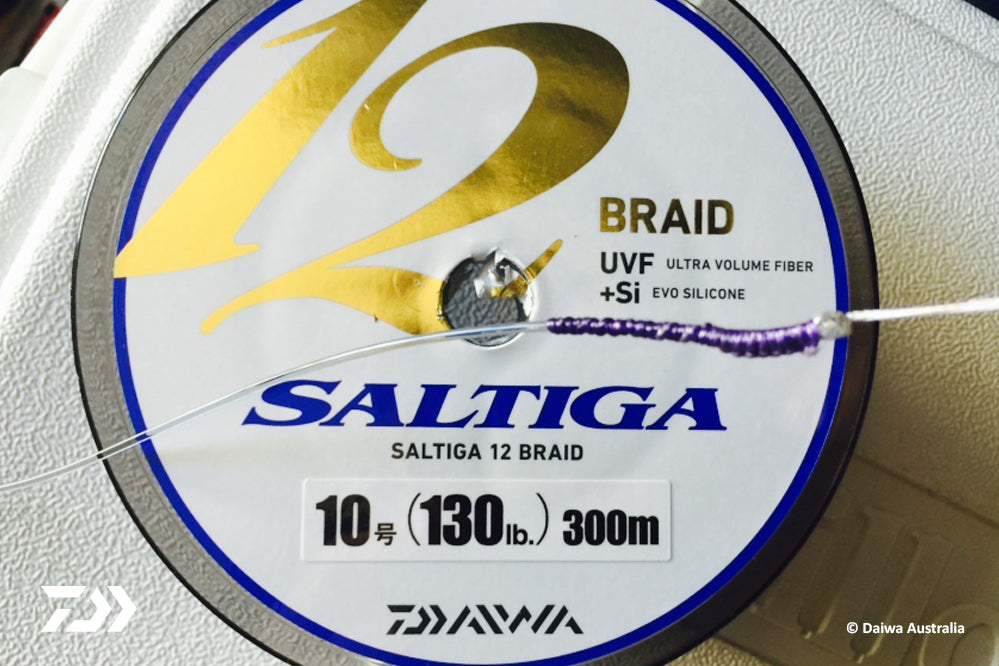 12
BRAID
UVF ULTRA VOLUME FIBER
+Si EVO SILICONE
SALTIGA
SALTIGA 12 BRAID
10号(130lb.) 300m
DAIWA
© Daiwa Australia